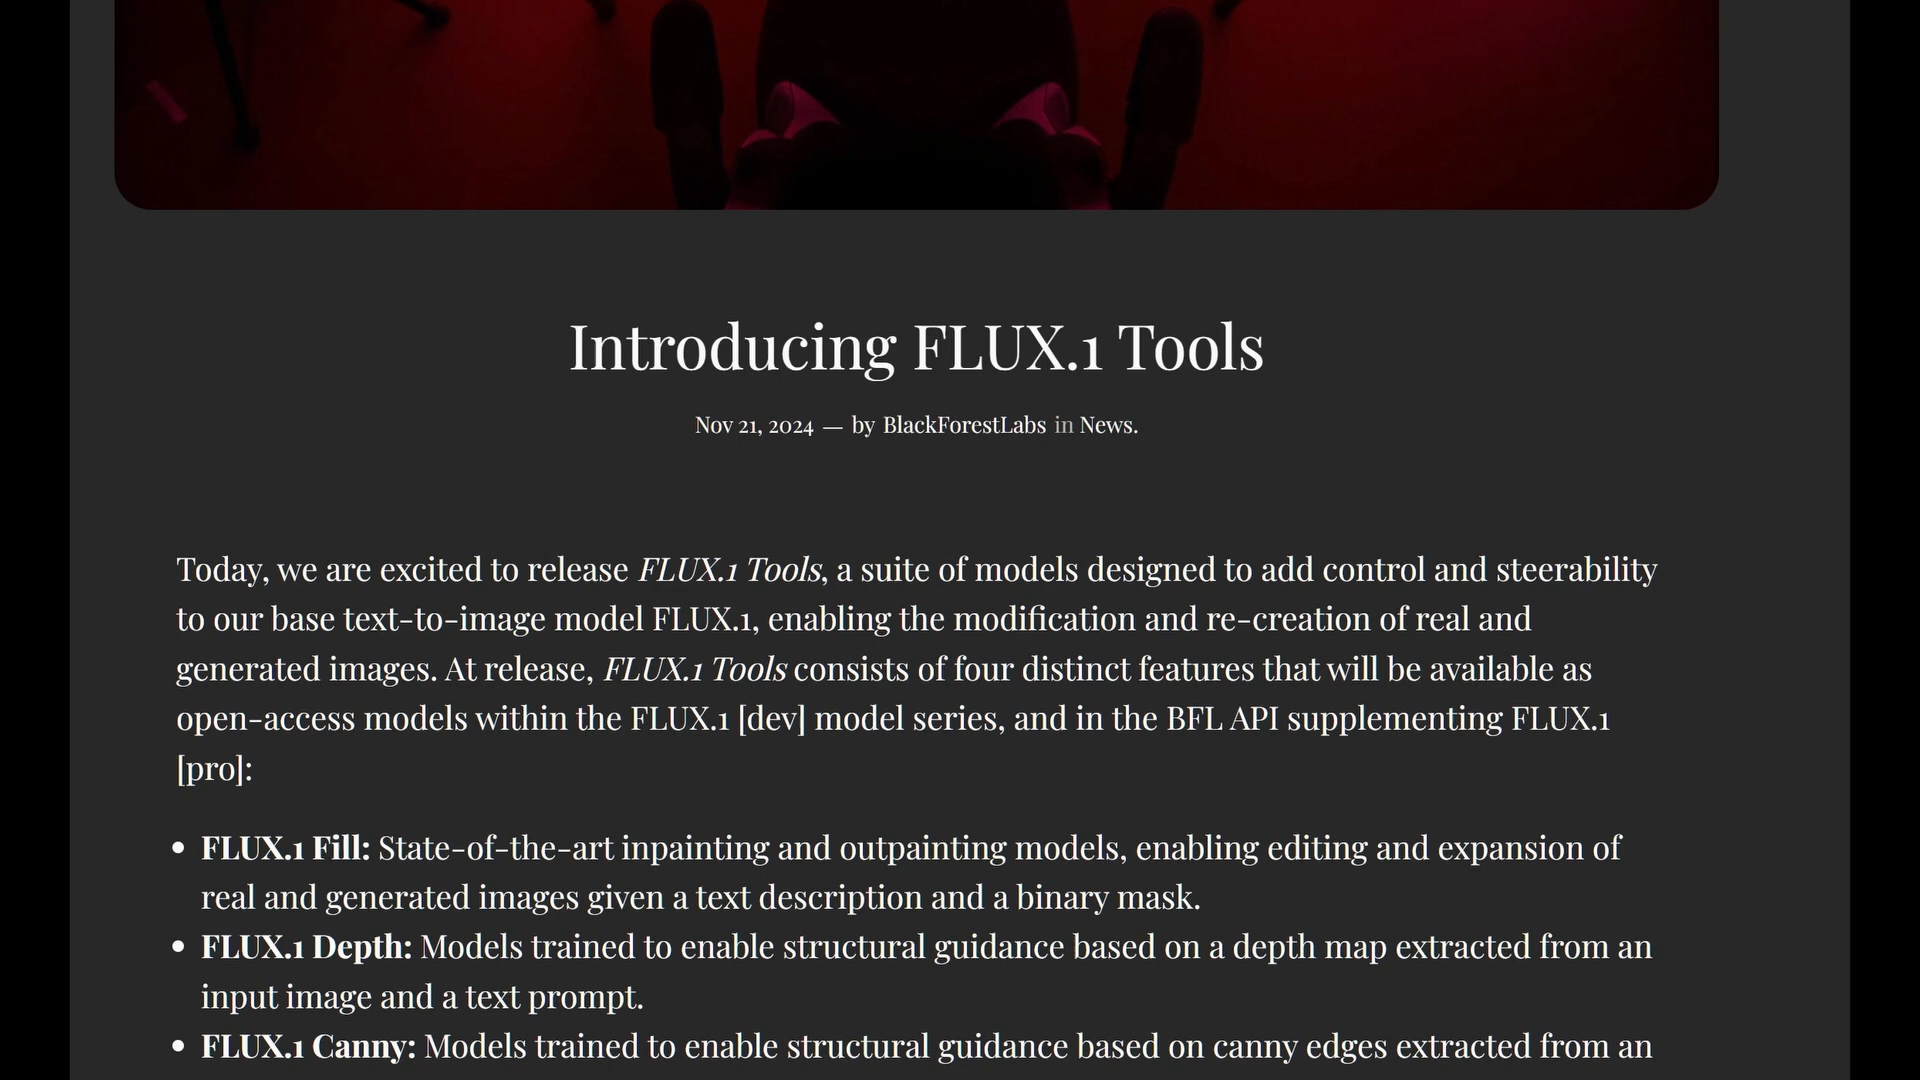 Introducing FLUX.1 Tools
Nov 21, 2024 — by BlackForestLabs in News.
Today, we are excited to release FLUX.1 Tools, a suite of models designed to add control and steerability
to our base text-to-image model FLUX.1, enabling the modification and re-creation of real and
generated images. At release, FLUX.1 Tools consists of four distinct features that will be available as
open-access models within the FLUX.1 [dev] model series, and in the BFL API supplementing FLUX.1
[pro]:
• FLUX.1 Fill: State-of-the-art inpainting and outpainting models, enabling editing and expansion of
real and generated images given a text description and a binary mask.
• FLUX.1 Depth: Models trained to enable structural guidance based on a depth map extracted from an
input image and a text prompt.
• FLUX.1 Canny: Models trained to enable structural guidance based on canny edges extracted from an